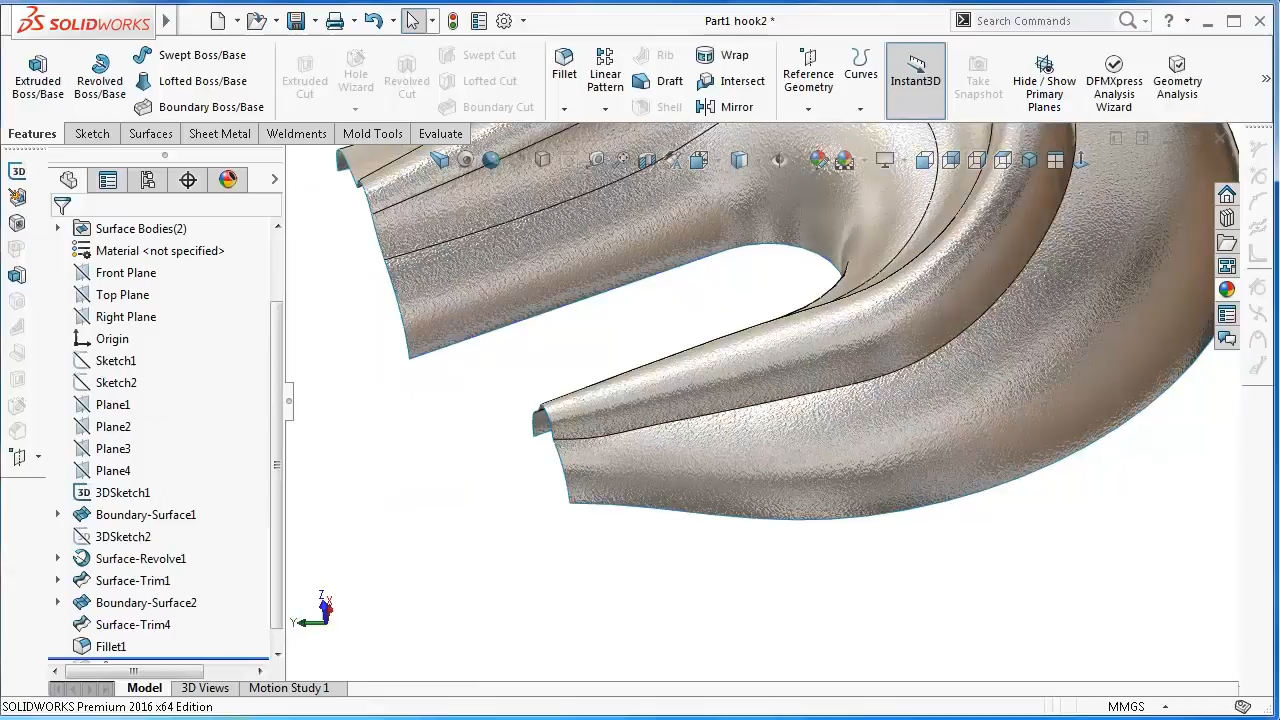 SOLIDWORKS
Part1 honk2 *
Search Commands
?
Extruded Boss/Base
Revolved Boss/Base
Swept Boss/Base
Lofted Boss/Base
Boundary Boss/Base
Extruded Cut
Hole Wizard
Revolved Cut
Swept Cut
Lofted Cut
Boundary Cut
Fillet
Linear Pattern
Rib
Draft
Shell
Wrap
Intersect
Mirror
Reference Geometry
Curves
Instant3D
Take Snapshot
Hide / Show Primary Planes
DFMXpress Analysis Wizard
Geometry Analysis
Features
Sketch
Surfaces
Sheet Metal
Weldments
Mold Tools
Evaluate
3D
Surface Bodies(2)
Material <not specified>
Front Plane
Top Plane
Right Plane
Origin
Sketch1
Sketch2
Plane1
Plane2
Plane3
Plane4
3D 3DSketch1
Boundary-Surface1
3DSketch2
Surface-Revolve1
Surface-Trim1
Boundary-Surface2
Surface-Trim4
Fillet1
Z
X
Y
Model
3D Views
Motion Study 1
SOLIDWORKS Premium 2016 x64 Edition
MMGS